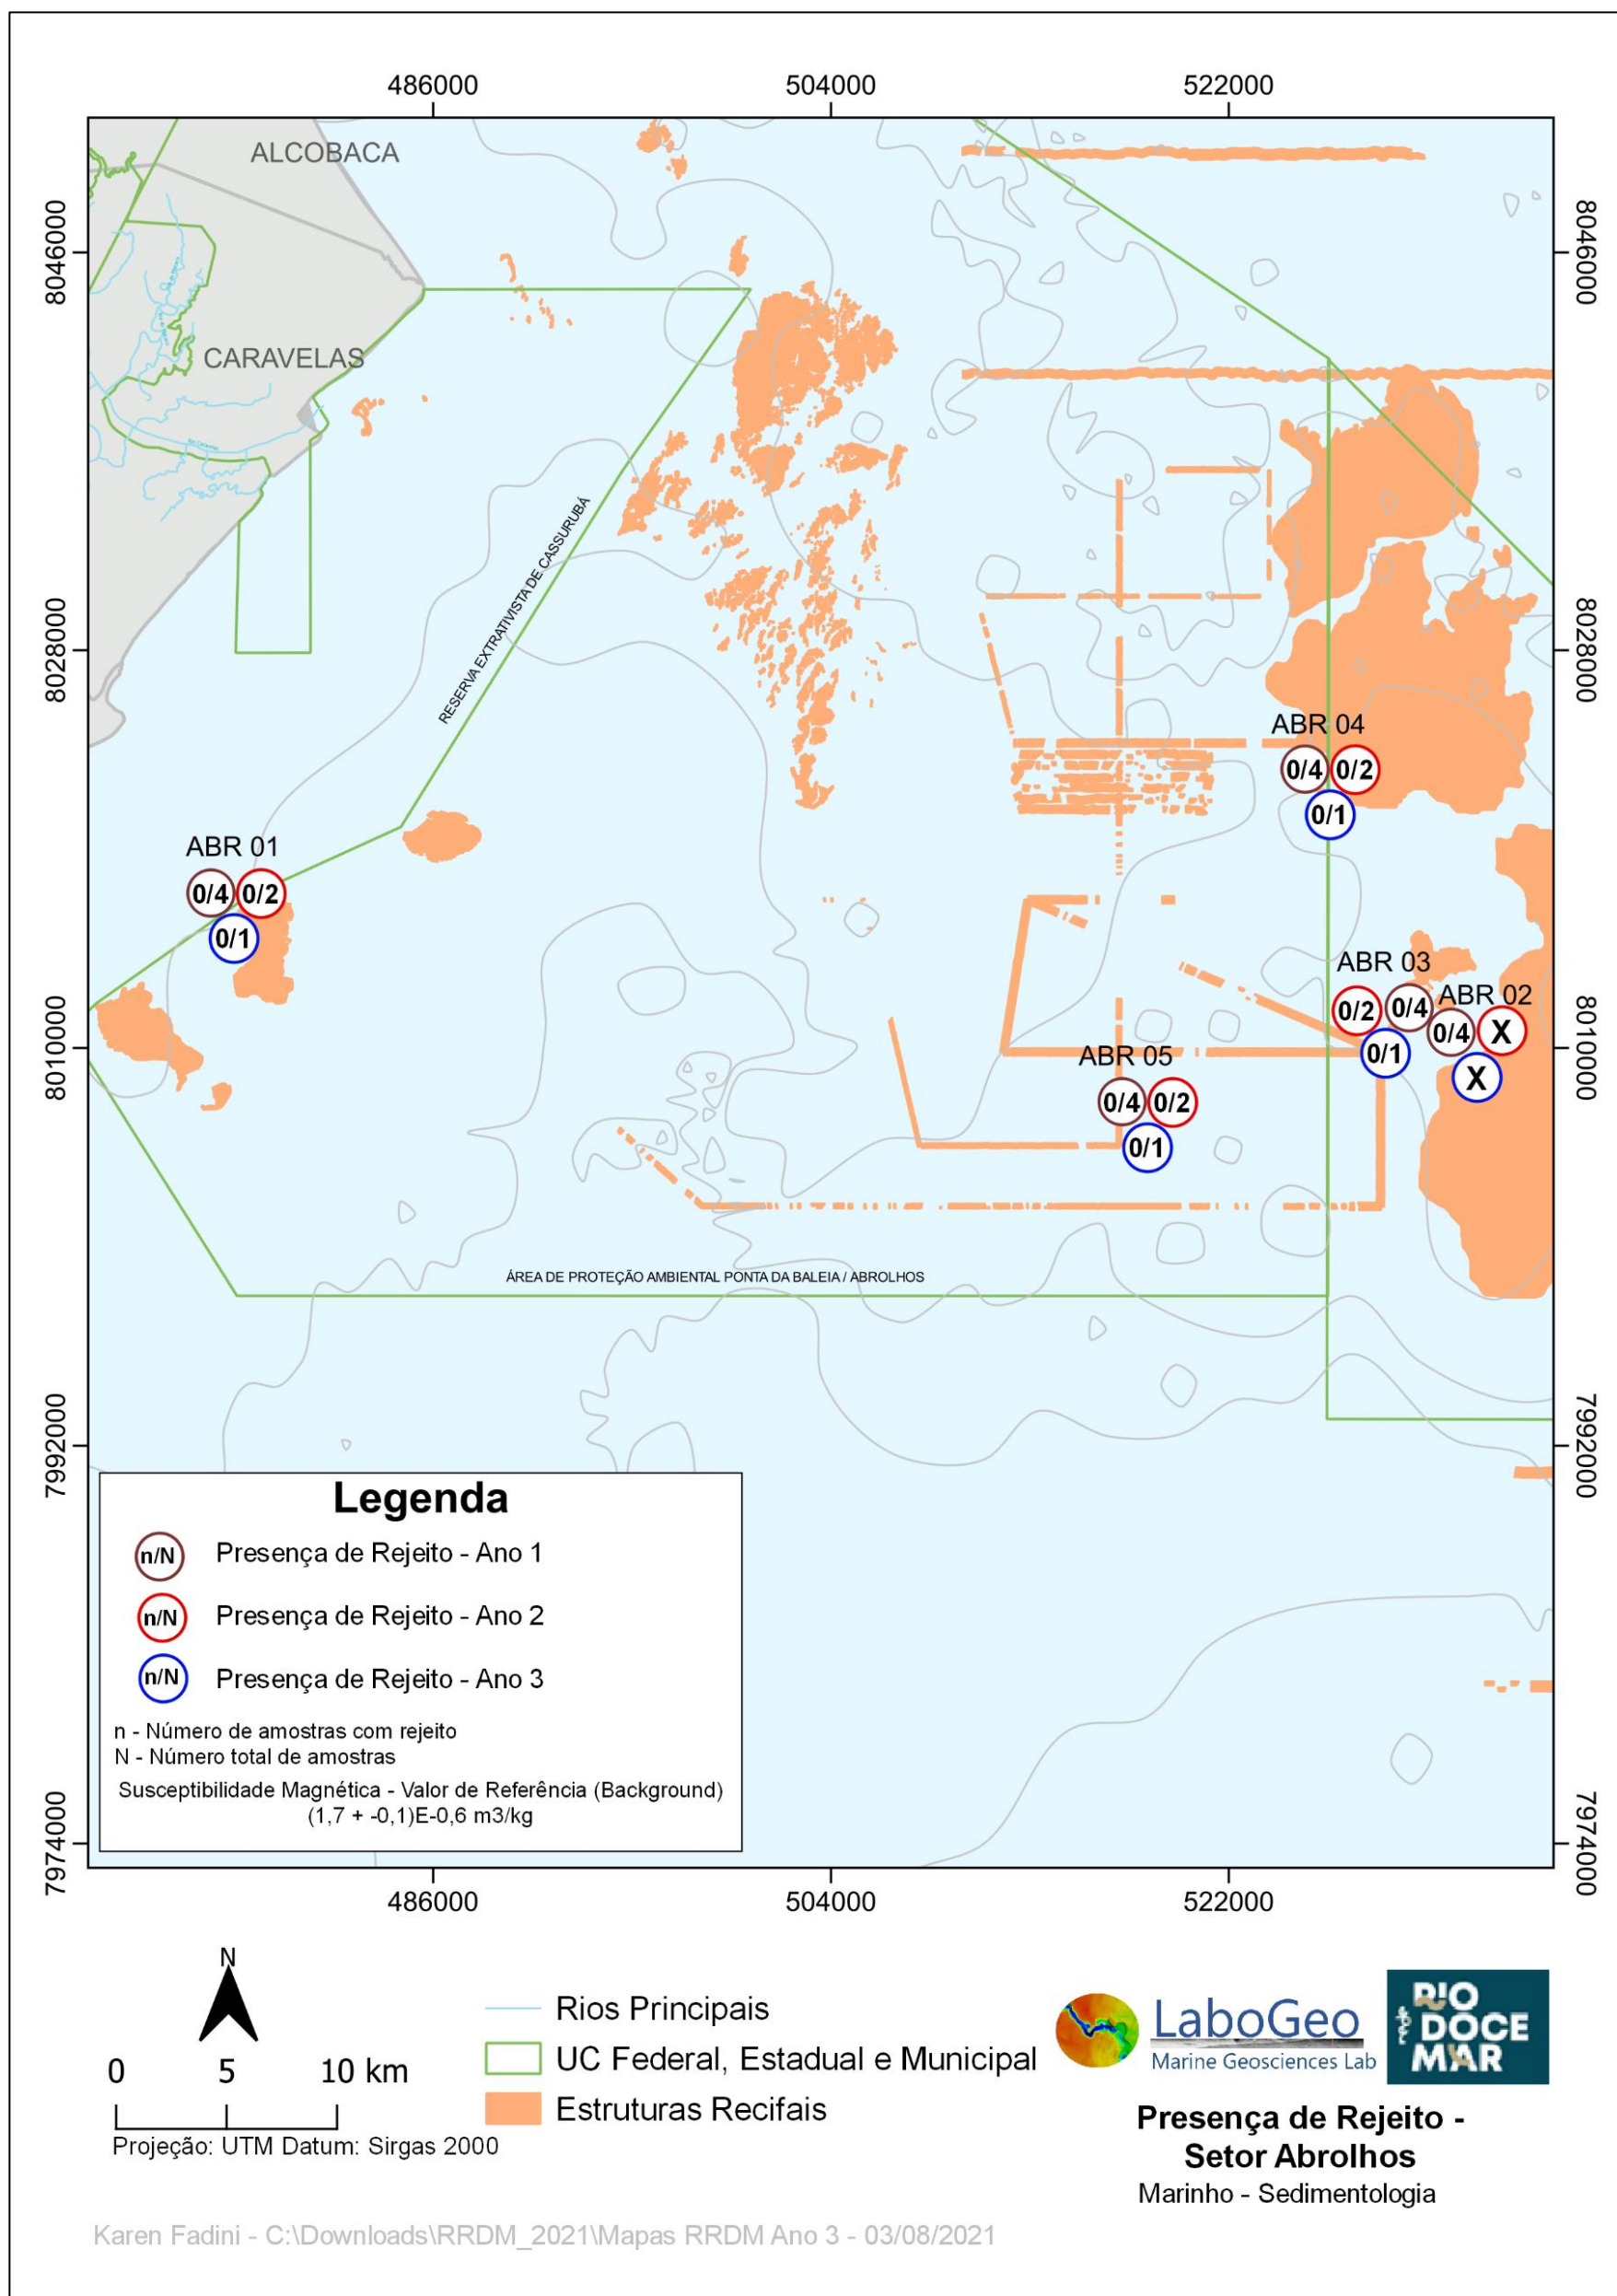 486000
504000
522000
ALCOBACA
8046000
8046000
CARAVELAS
RESERVA EXTRATIVISTA DE CASSURUBÁ
8028000
8028000
ABR 04
0/4
0/2
0/1
ABR 01
0/4
0/2
0/1
ABR 03
0/2
0/4
0/1
ABR 02
0/4
X
X
8010000
8010000
ABR 05
0/4
0/2
0/1
ÁREA DE PROTEÇÃO AMBIENTAL PONTA DA BALEIA / ABROLHOS
7992000
7992000
Legenda
n/N Presença de Rejeito - Ano 1
n/N Presença de Rejeito - Ano 2
n/N Presença de Rejeito - Ano 3
n - Número de amostras com rejeito
N - Número total de amostras
Susceptibilidade Magnética - Valor de Referência (Background)
(1,7 + -0,1)E-0,6 m3/kg
7974000
7974000
486000
504000
522000
N
0 5 10 km
Projeção: UTM Datum: Sirgas 2000
Rios Principais
UC Federal, Estadual e Municipal
Estruturas Recifais
LaboGeo
Marine Geosciences Lab
RIO
DOCE
MAR
Presença de Rejeito -
Setor Abrolhos
Marinho - Sedimentologia
Karen Fadini - C:\Downloads\RRDM_2021\Mapas RRDM Ano 3 - 03/08/2021